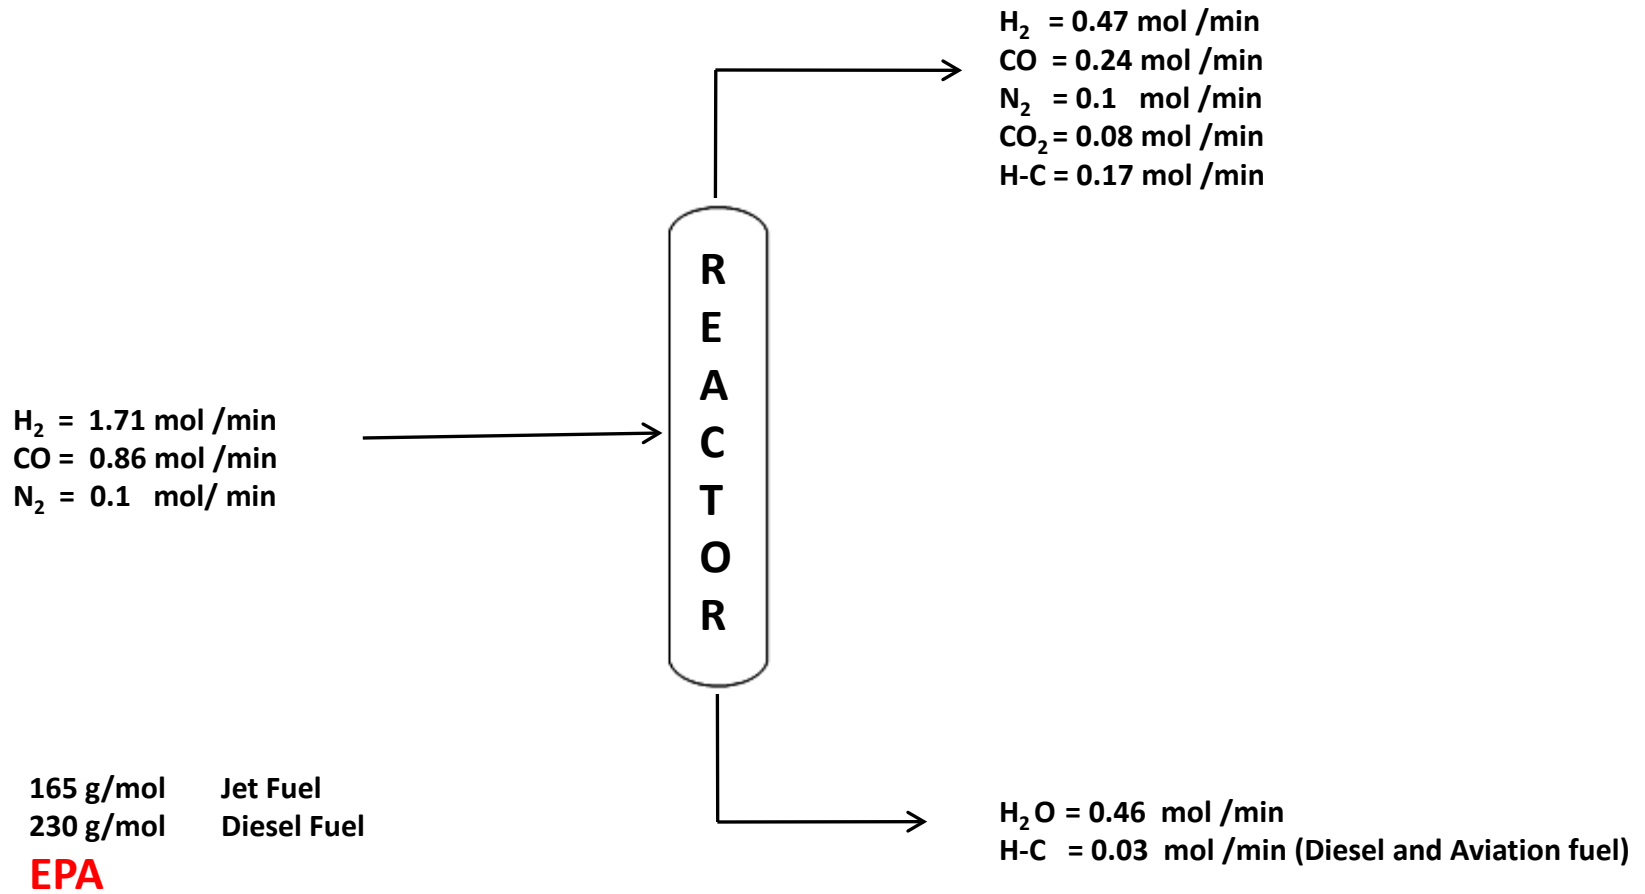 H₂ = 0.47 mol /min
CO = 0.24 mol /min
N₂ = 0.1 mol /min
CO₂ = 0.08 mol /min
H-C = 0.17 mol /min
R
E
A
C
T
O
R
H₂ = 1.71 mol /min
CO = 0.86 mol /min
N₂ = 0.1 mol/ min
165 g/mol Jet Fuel
230 g/mol Diesel Fuel
EPA
H₂O = 0.46 mol /min
H-C = 0.03 mol /min (Diesel and Aviation fuel)